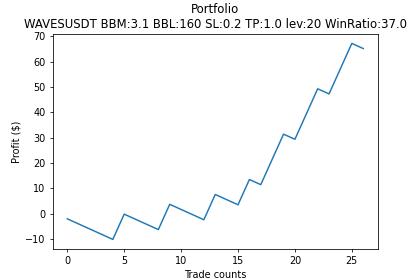 Portfolio
WAVESUSDT BBM:3.1 BBL:160 SL:0.2 TP:1.0 lev:20 WinRatio:37.0
70
60
50
40
30
20
10
0
−10
Profit ($)
0 5 10 15 20 25
Trade counts